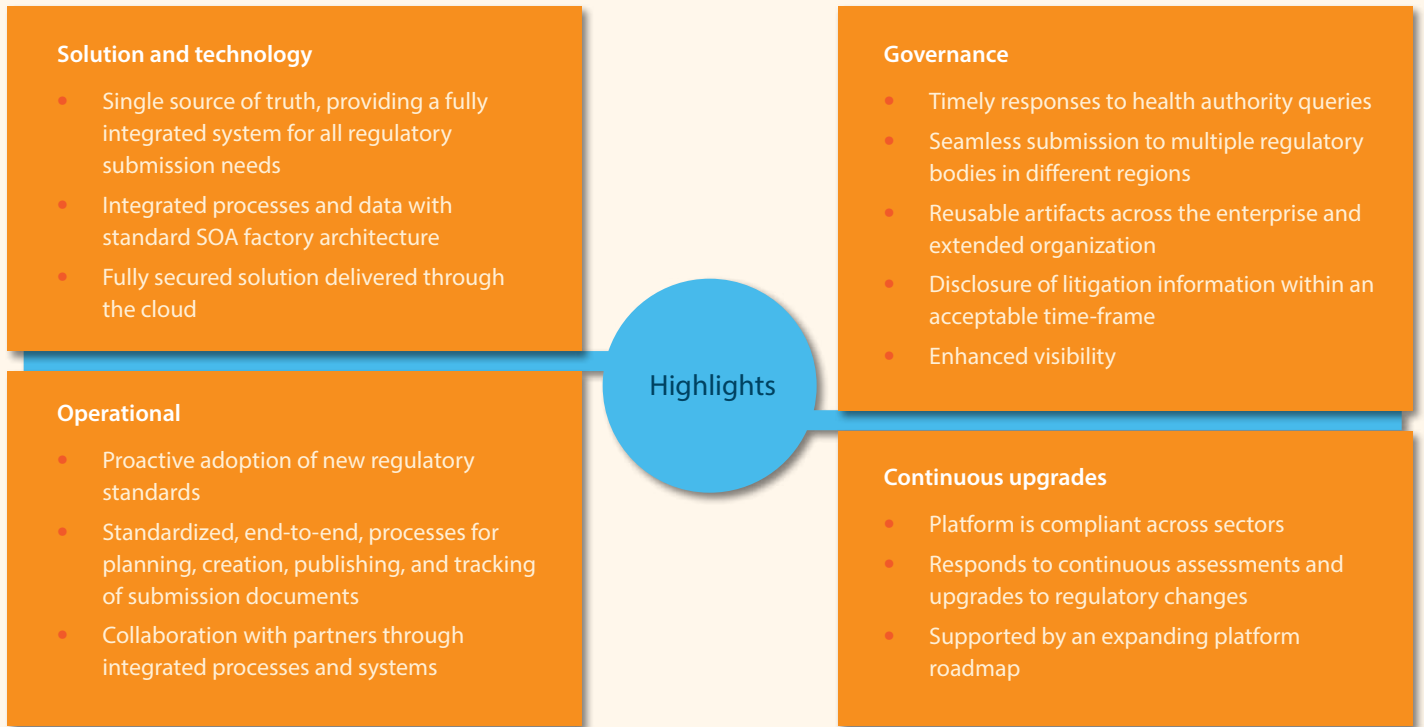 Solution and technology
• Single source of truth, providing a fully
integrated system for all regulatory
submission needs
• Integrated processes and data with
standard SOA factory architecture
• Fully secured solution delivered through
the cloud
Operational
• Proactive adoption of new regulatory
standards
• Standardized, end-to-end, processes for
planning, creation, publishing, and tracking
of submission documents
• Collaboration with partners through
integrated processes and systems
Highlights
Governance
• Timely responses to health authority queries
• Seamless submission to multiple regulatory
bodies in different regions
• Reusable artifacts across the enterprise and
extended organization
• Disclosure of litigation information within an
acceptable time-frame
• Enhanced visibility
Continuous upgrades
• Platform is compliant across sectors
• Responds to continuous assessments and
upgrades to regulatory changes
• Supported by an expanding platform
roadmap